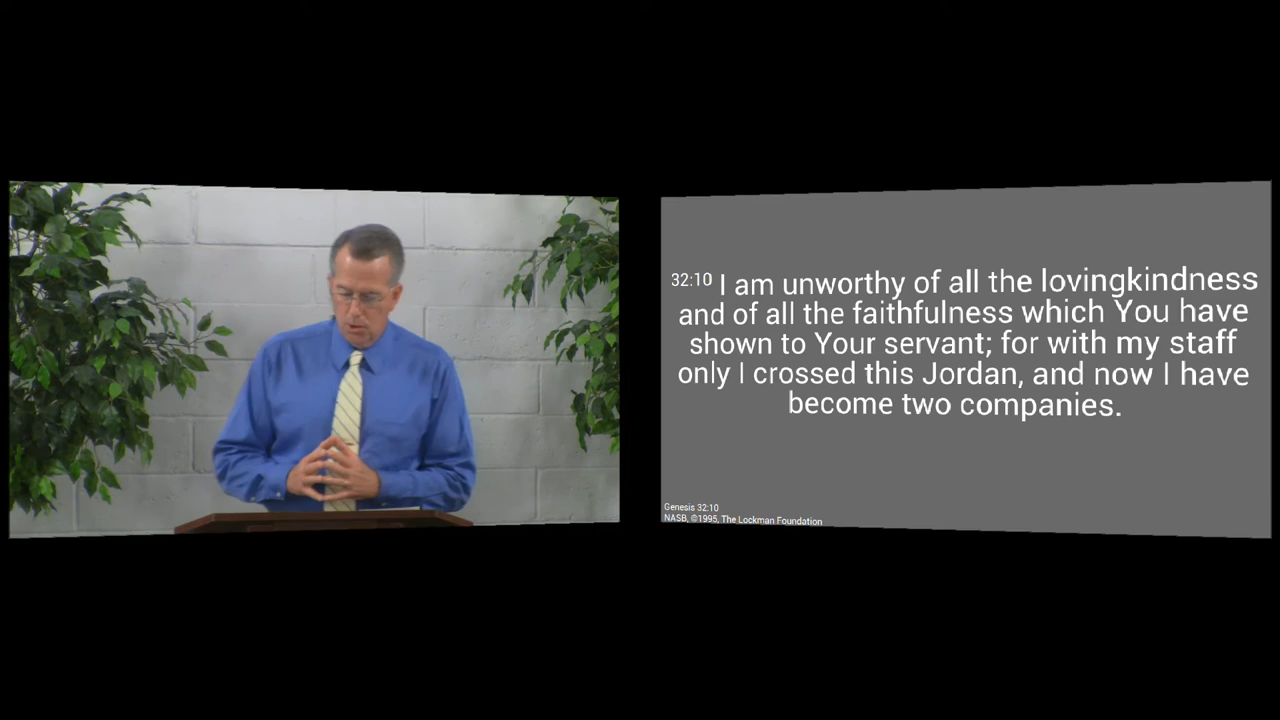 32:10 I am unworthy of all the lovingkindness
and of all the faithfulness which You have
shown to Your servant; for with my staff
only I crossed this Jordan, and now I have
become two companies.
Genesis 32:10
NASB, ©1995, The Lockman Foundation